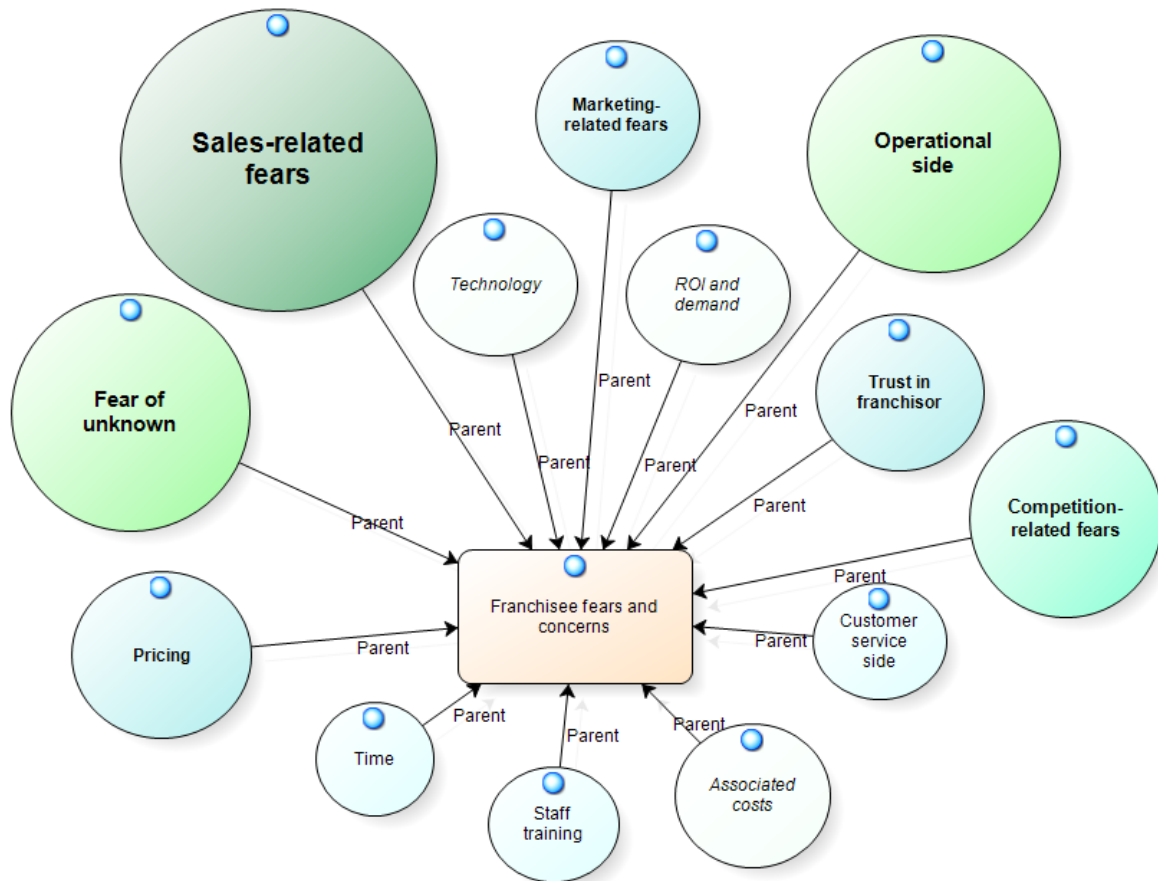 Sales-related
fears
Marketing-
related fears
Operational
side
Technology
ROI and
demand
Trust in
franchisor
Fear of
unknown
Competition-
related fears
Parent
Parent
Parent
Parent
Parent
Parent
Parent
Parent
Franchisee fears and
concerns
Customer
service
side
Parent
Pricing
Parent
Time
Parent
Parent
Parent
Staff
training
Associated
costs